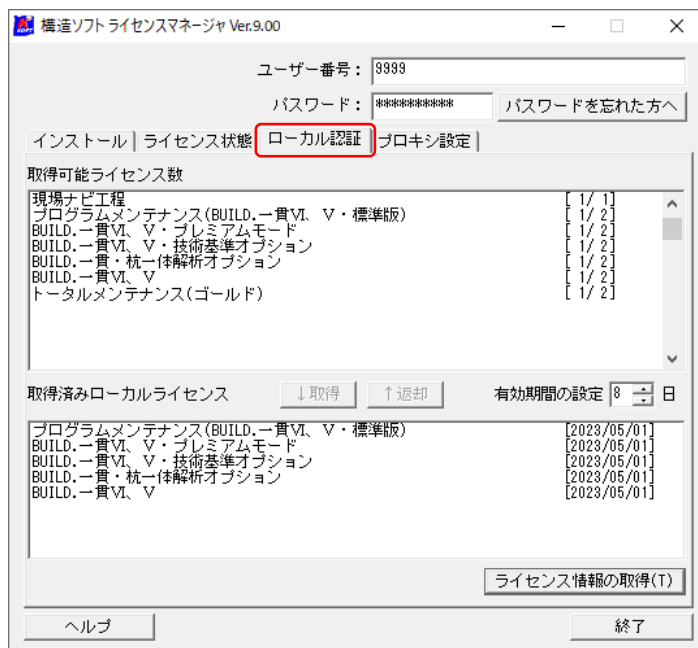 構造ソフト ライセンスマネージャ Ver.9.00
ユーザー番号： 9999
パスワード： ********** パスワードを忘れた方へ
インストール ライセンス状態 ローカル認証 プロキシ設定
取得可能ライセンス数
現場ナビ工程 [ 1/ 1]
プログラムメンテナンス(BUILD.一貫Ⅵ、Ⅴ・標準版) [ 1/ 2]
BUILD.一貫Ⅵ、Ⅴ・プレミアムモード [ 1/ 2]
BUILD.一貫Ⅵ、Ⅴ・技術基準オプション [ 1/ 2]
BUILD.一貫・杭一体解析オプション [ 1/ 2]
BUILD.一貫Ⅵ、Ⅴ [ 1/ 2]
トータルメンテナンス(ゴールド) [ 1/ 2]
取得済みローカルライセンス ↓取得 ↑返却 有効期間の設定 8 日
プログラムメンテナンス(BUILD.一貫Ⅵ、Ⅴ・標準版) [2023/05/01]
BUILD.一貫Ⅵ、Ⅴ・プレミアムモード [2023/05/01]
BUILD.一貫Ⅵ、Ⅴ・技術基準オプション [2023/05/01]
BUILD.一貫・杭一体解析オプション [2023/05/01]
BUILD.一貫Ⅵ、Ⅴ [2023/05/01]
ライセンス情報の取得(T)
ヘルプ 終了